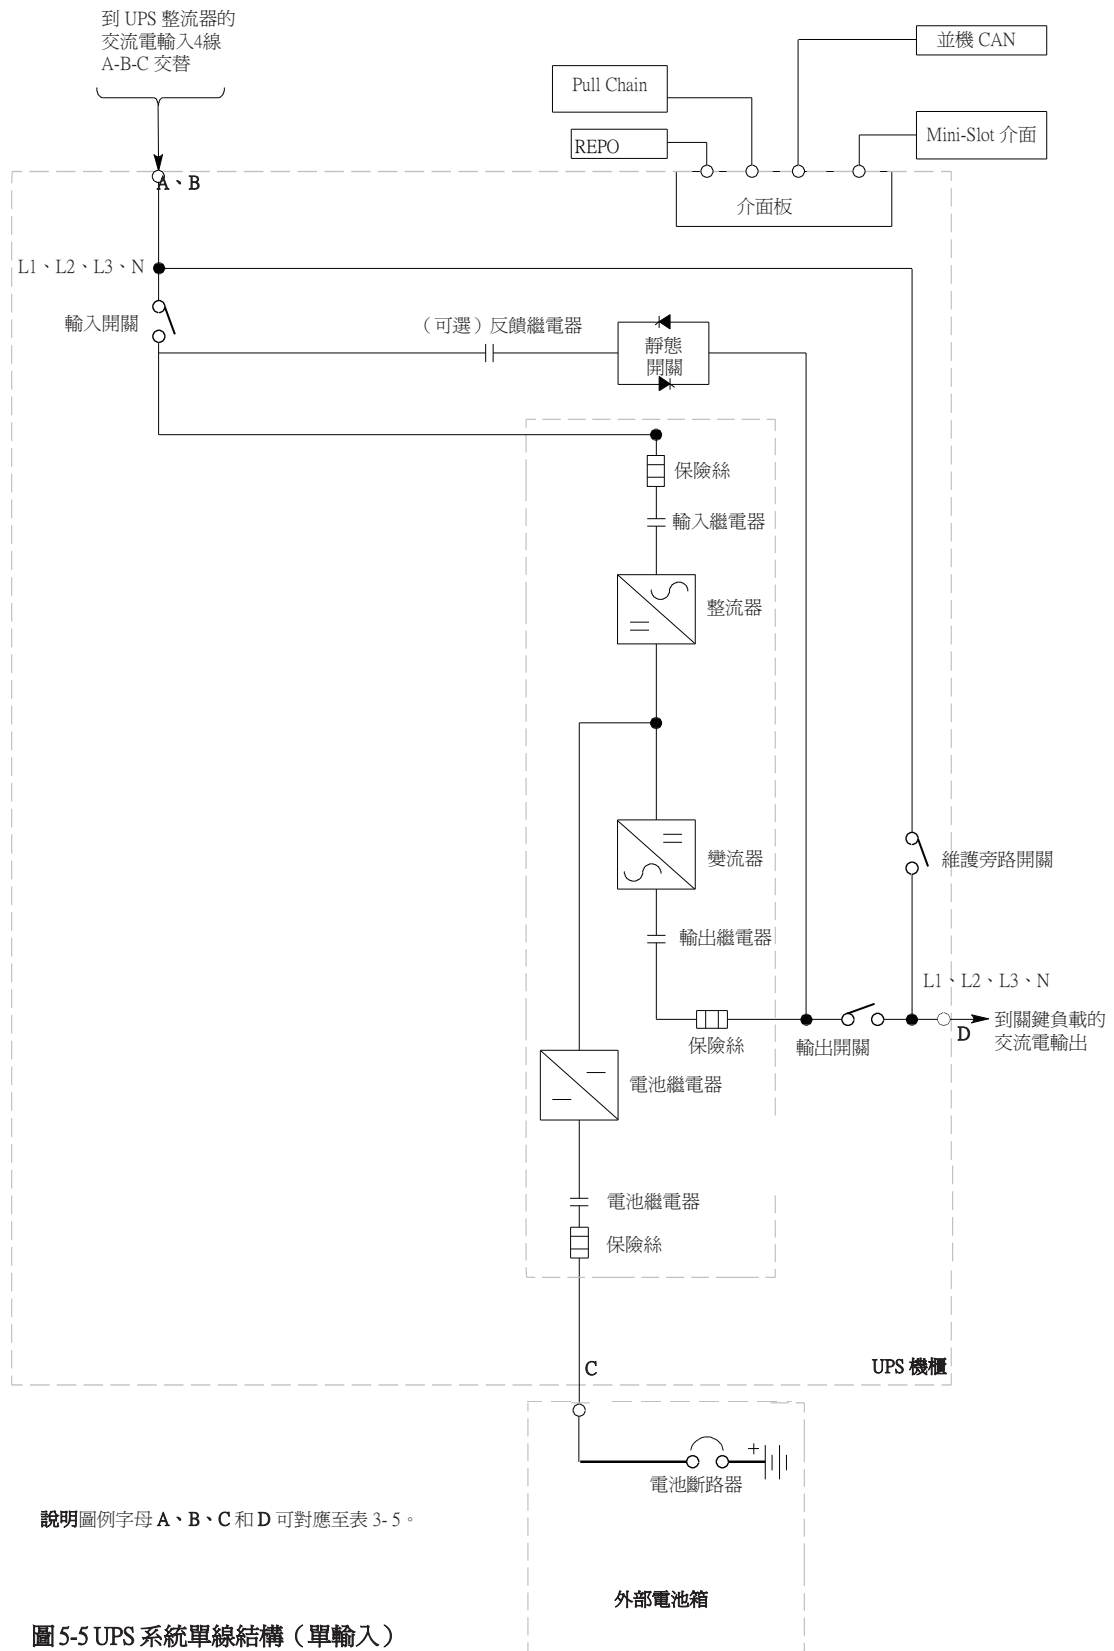 到 UPS 整流器的
交流電輸入4線
A-B-C 交替
並機 CAN
Pull Chain
Mini-Slot 介面
REPO
A、B
介面板
L1、L2、L3、N
輸入開關
（可選）反饋繼電器
靜態
開關
保險絲
輸入繼電器
整流器
變流器
維護旁路開關
輸出繼電器
L1、L2、L3、N
到關鍵負載的
交流電輸出
D
保險絲
輸出開關
電池繼電器
電池繼電器
保險絲
UPS 機櫃
C
+
電池斷路器
說明圖例字母 A、B、C 和 D 可對應至表 3- 5。
外部電池箱
圖 5-5 UPS 系統單線結構（單輸入）